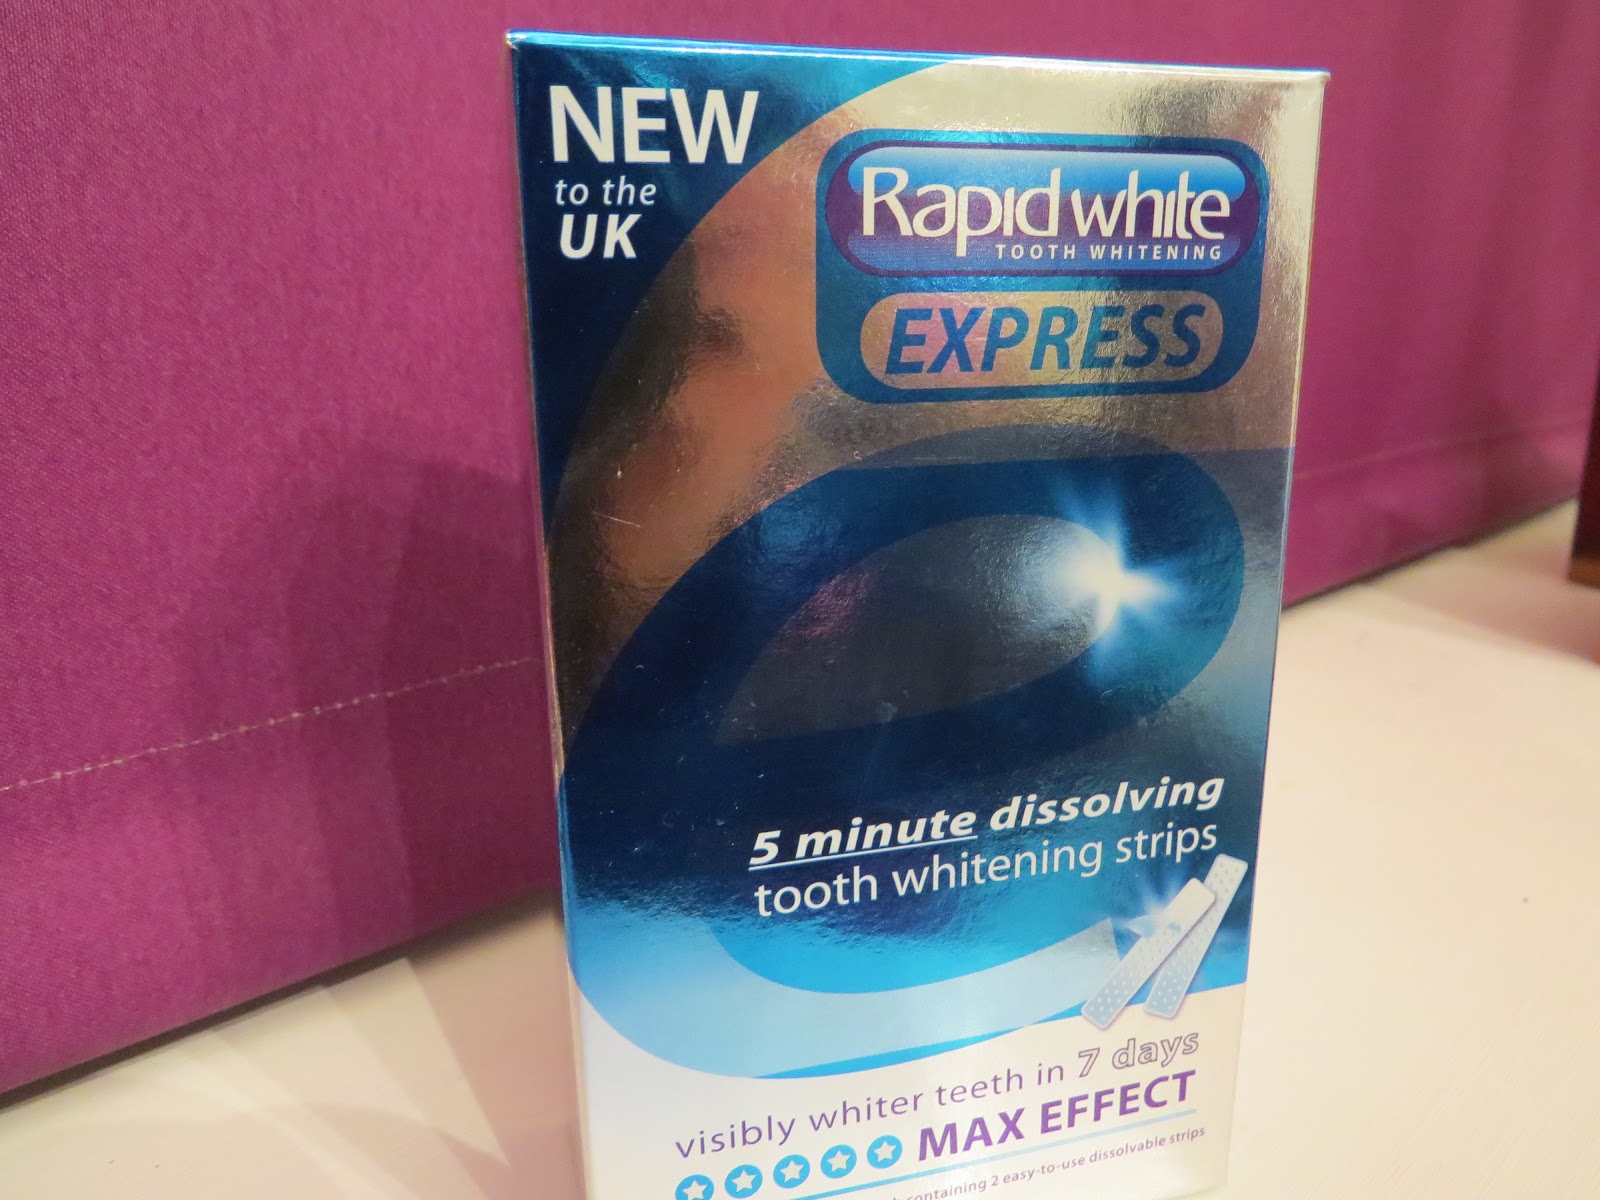 NEW
to the
UK
Rapid white
TOOTH WHITENING
EXPRESS
5 minute dissolving
tooth whitening strips
visibly whiter teeth in 7 days
MAX EFFECT
containing 2 easy-to-use dissolvable strips